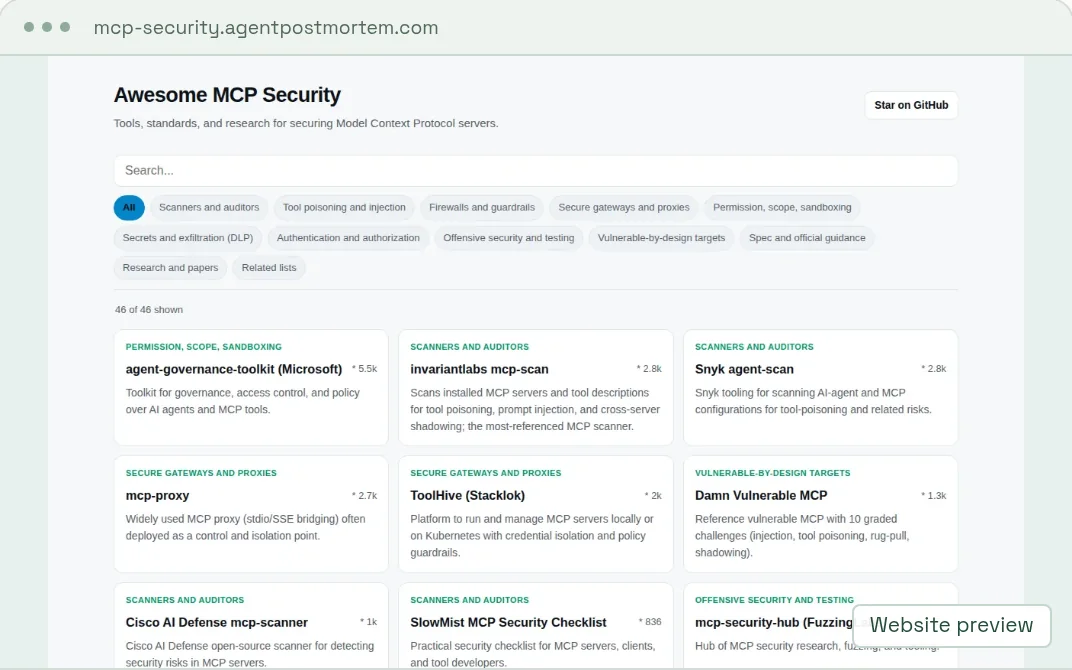 mcp-security.agentpostmortem.com
Awesome MCP Security
Star on GitHub
Tools, standards, and research for securing Model Context Protocol servers.
Search...
All Scanners and auditors Tool poisoning and injection Firewalls and guardrails Secure gateways and proxies Permission, scope, sandboxing
Secrets and exfiltration (DLP) Authentication and authorization Offensive security and testing Vulnerable-by-design targets Spec and official guidance
Research and papers Related lists
46 of 46 shown
PERMISSION, SCOPE, SANDBOXING
agent-governance-toolkit (Microsoft) * 5.5k
Toolkit for governance, access control, and policy
over AI agents and MCP tools.
SCANNERS AND AUDITORS
invariantlabs mcp-scan * 2.8k
Scans installed MCP servers and tool descriptions
for tool poisoning, prompt injection, and cross-server
shadowing; the most-referenced MCP scanner.
SCANNERS AND AUDITORS
Snyk agent-scan * 2.8k
Snyk tooling for scanning AI-agent and MCP
configurations for tool-poisoning and related risks.
SECURE GATEWAYS AND PROXIES
mcp-proxy * 2.7k
Widely used MCP proxy (stdio/SSE bridging) often
deployed as a control and isolation point.
SECURE GATEWAYS AND PROXIES
ToolHive (Stacklok) * 2k
Platform to run and manage MCP servers locally or
on Kubernetes with credential isolation and policy
guardrails.
VULNERABLE-BY-DESIGN TARGETS
Damn Vulnerable MCP * 1.3k
Reference vulnerable MCP with 10 graded
challenges (injection, tool poisoning, rug-pull,
shadowing).
SCANNERS AND AUDITORS
Cisco AI Defense mcp-scanner * 1k
Cisco AI Defense open-source scanner for detecting
security risks in MCP servers.
SCANNERS AND AUDITORS
SlowMist MCP Security Checklist * 836
Practical security checklist for MCP servers, clients,
and tool developers.
OFFENSIVE SECURITY AND TESTING
mcp-security-hub
Hub of MCP security research,
Website preview